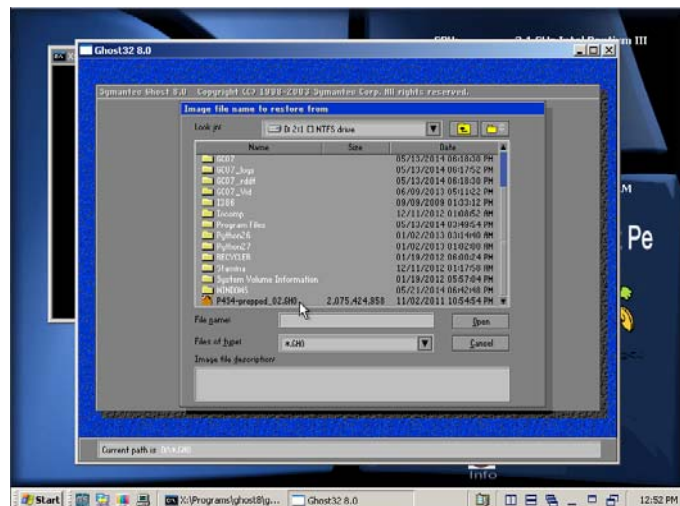 Ghost32 8.0
Symantec Ghost 8.0 Copyright (C) 1998-2003 Symantec Corp. All rights reserved.
Image file name to restore from
Look in:
D: 2:1 [] NTFS drive
Name Size Date
GC07 05/13/2014 06:18:38 PM
GC07_logs 05/13/2014 06:17:52 PM
GC07_rddf 05/13/2014 06:18:38 PM
GC07_Vid 06/09/2013 05:11:22 PM
I386 09/09/2009 01:33:12 PM
Incomp 12/11/2012 01:08:52 AM
Program Files 05/13/2014 03:49:54 PM
Python26 01/02/2013 03:14:40 AM
Python27 01/02/2013 01:02:00 AM
RECYCLER 01/19/2012 06:00:24 PM
Stamina 12/11/2012 01:17:50 AM
System Volume Information 01/19/2012 05:57:04 PM
WINDOWS 05/21/2014 06:42:48 PM
P4S4-prepped_02.GHO 2,075,424,858 11/02/2011 10:54:54 PM
File name:
Open
Files of type:
*.GHO
Cancel
Image file description:
Current path is: D:\*.GHO
Pe
Info
Start
X:\Programs\ghost8\g...
Ghost32 8.0
12:52 PM